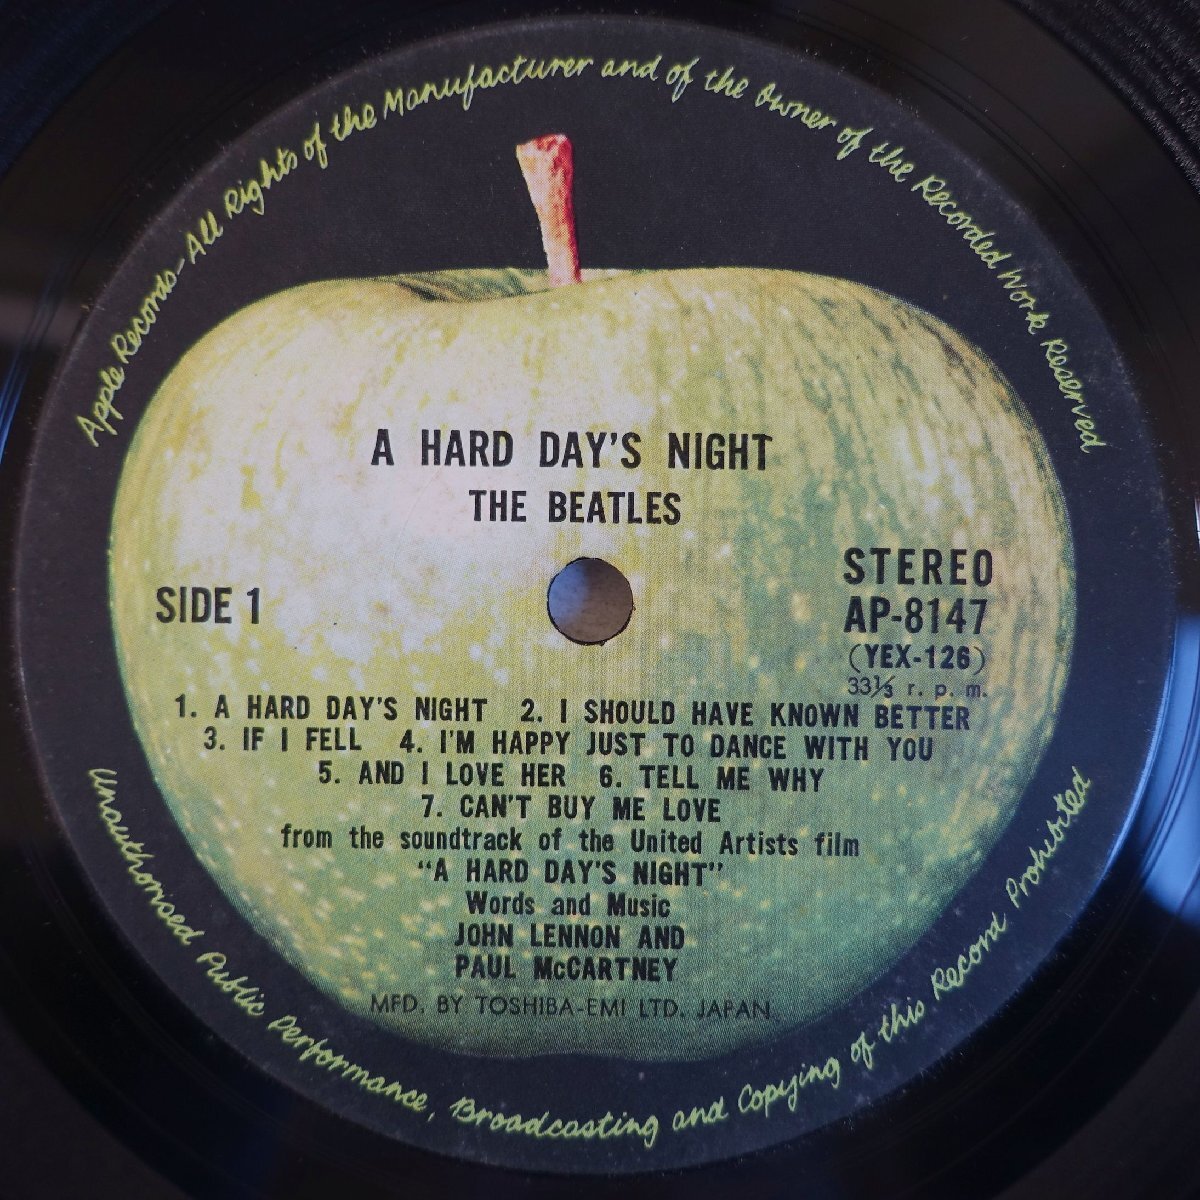 Apple Records-All Rights of the Manufacturer and of the Owner of the Recorded Work Reserved
A HARD DAY'S NIGHT
THE BEATLES
SIDE 1
STEREO
AP-8147
(YEX-126)
33⅓ r. p. m.
1. A HARD DAY'S NIGHT 2. I SHOULD HAVE KNOWN BETTER
3. IF I FELL 4. I'M HAPPY JUST TO DANCE WITH YOU
5. AND I LOVE HER 6. TELL ME WHY
7. CAN'T BUY ME LOVE
from the soundtrack of the United Artists film
"A HARD DAY'S NIGHT"
Words and Music
JOHN LENNON AND
PAUL McCARTNEY
MFD. BY TOSHIBA-EMI LTD. JAPAN.
Unauthorised Public Performance, Broadcasting and Copying of this Record Prohibited